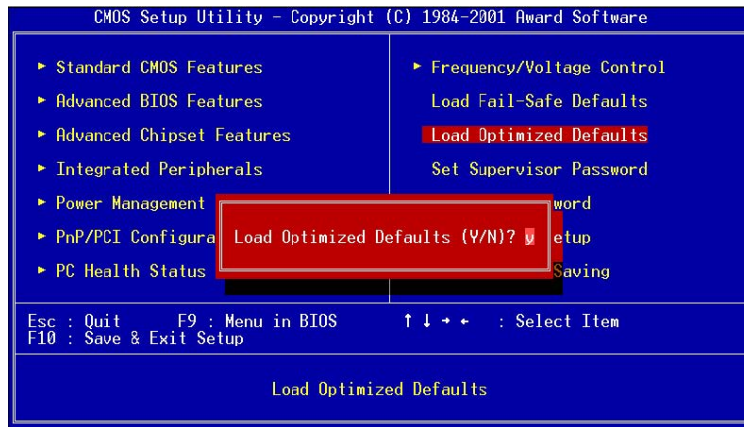 CMOS Setup Utility - Copyright (C) 1984-2001 Award Software
▸ Standard CMOS Features
▸ Advanced BIOS Features
▸ Advanced Chipset Features
▸ Integrated Peripherals
▸ Power Management
▸ PnP/PCI Configura
▸ PC Health Status
▸ Frequency/Voltage Control
Load Fail-Safe Defaults
Load Optimized Defaults
Set Supervisor Password
word
etup
Saving
Load Optimized Defaults (Y/N)? y
Esc : Quit F9 : Menu in BIOS ↑ ↓ → ← : Select Item
F10 : Save & Exit Setup
Load Optimized Defaults